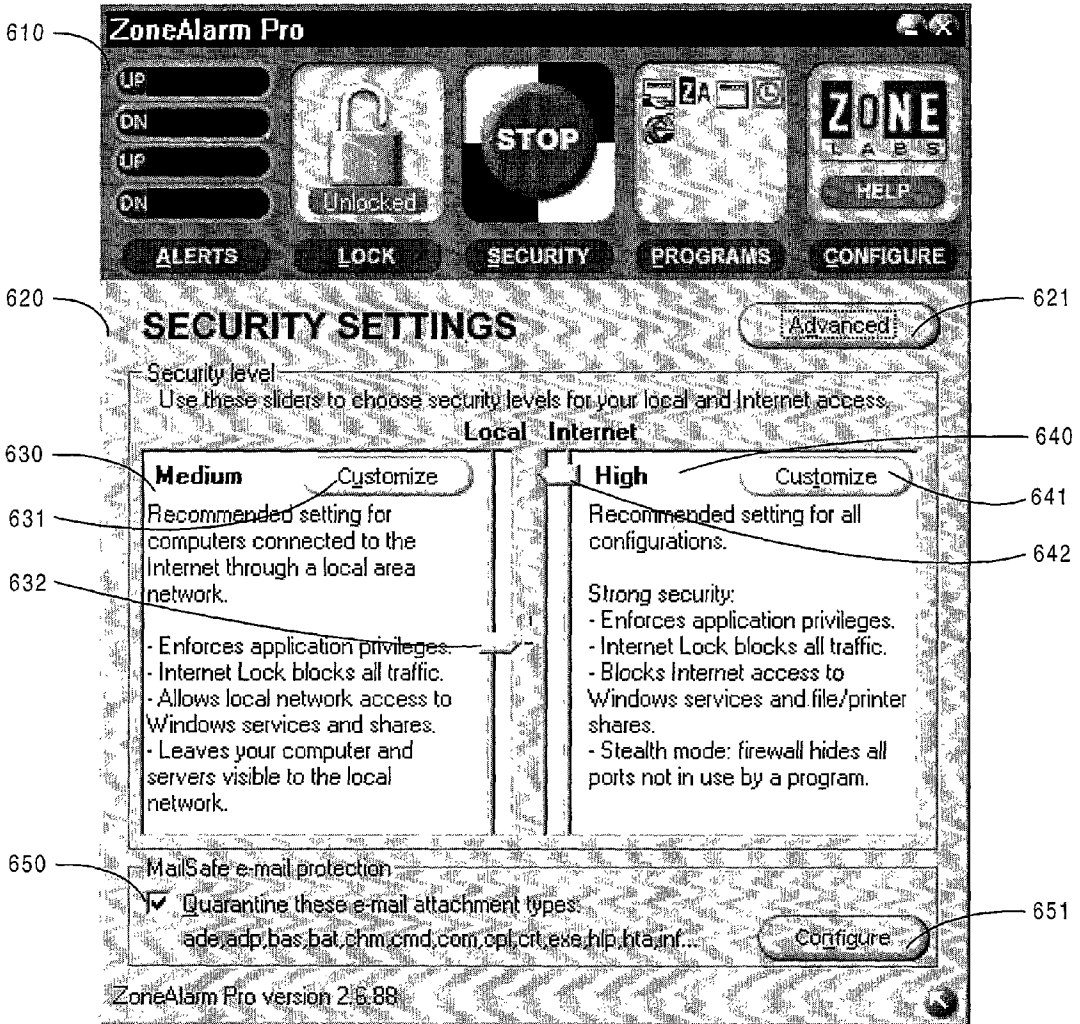 ZoneAlarm Pro
610
UP
DN
UP
DN
Unlocked
STOP
ZA
ZONE
LABS
HELP
ALERTS
LOCK
SECURITY
PROGRAMS
CONFIGURE
620
621
SECURITY SETTINGS
Advanced
Security level
Use these sliders to choose security levels for your local and Internet access.
Local Internet
630
640
Medium
Customize
High
Customize
641
631
642
632
Recommended setting for
computers connected to the
Internet through a local area
network.
- Enforces application privileges.
- Internet Lock blocks all traffic.
- Allows local network access to
Windows services and shares.
- Leaves your computer and
servers visible to the local
network.
Recommended setting for all
configurations.
Strong security:
- Enforces application privileges.
- Internet Lock blocks all traffic.
- Blocks Internet access to
Windows services and file/printer
shares.
- Stealth mode: firewall hides all
ports not in use by a program.
650
MailSafe e-mail protection
Quarantine these e-mail attachment types:
ade,adp,bas,bat,chm,cmd,com,cpl,crt,exe,hlp,hta,inf...
Configure
651
ZoneAlarm Pro version 2.6.88